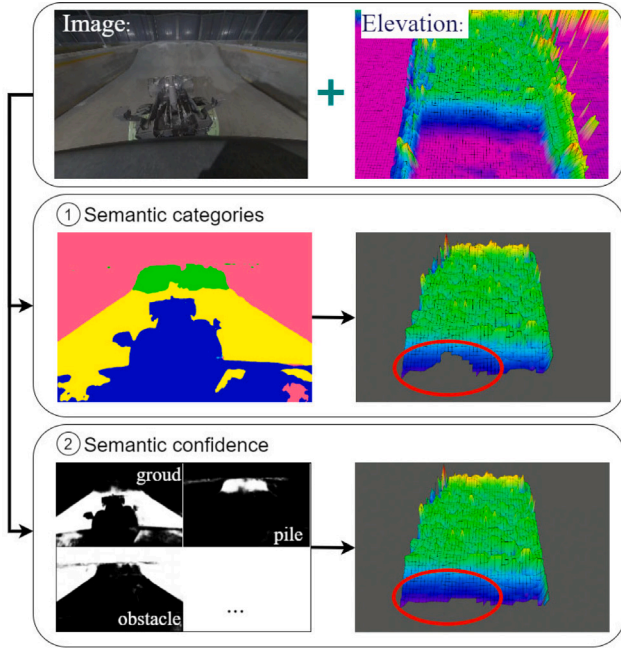 Image:
Elevation:
+
① Semantic categories
② Semantic confidence
groud
pile
obstacle
...